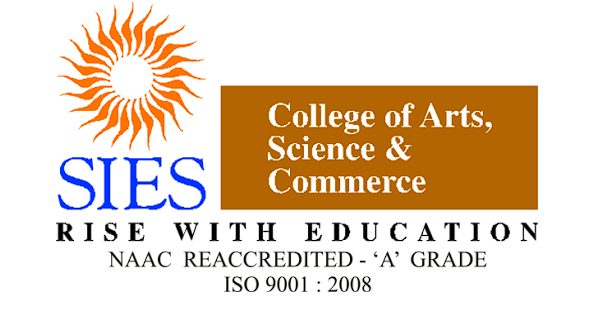 SIES
College of Arts,
Science &
Commerce
RISE WITH EDUCATION
NAAC REACCREDITED - ‘A’ GRADE
ISO 9001 : 2008